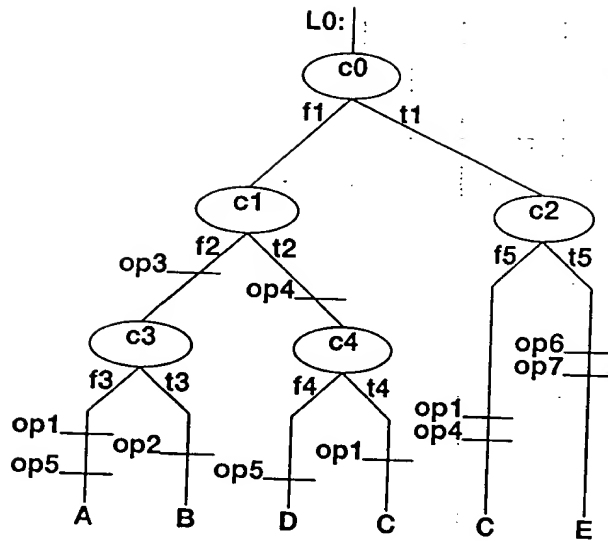 L0:
c0
f1 t1
c1 c2
f2 t2 f5 t5
op3 op4
c3 c4
op6
f3 t3 f4 t4 op7
op1 op1
op2 op1 op4
op5 op5
A B D C C E